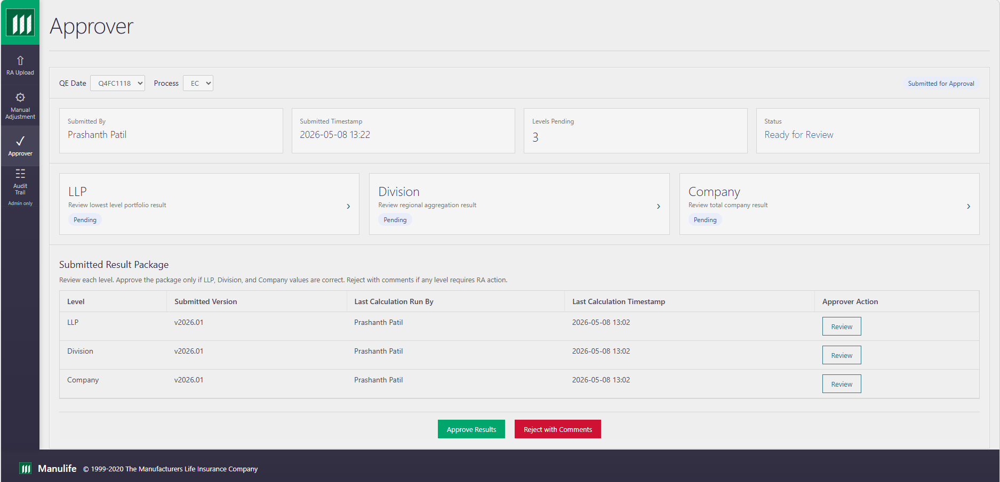 Approver
RA Upload
Manual
Adjustment
Approver
Audit
Trail
Admin only
QE Date Q4FC1118 Process EC Submitted for Approval
Submitted By
Prashanth Patil
Submitted Timestamp
2026-05-08 13:22
Levels Pending
3
Status
Ready for Review
LLP
Review lowest level portfolio result
Pending
Division
Review regional aggregation result
Pending
Company
Review total company result
Pending
Submitted Result Package
Review each level. Approve the package only if LLP, Division, and Company values are correct. Reject with comments if any level requires RA action.
Level Submitted Version Last Calculation Run By Last Calculation Timestamp Approver Action
LLP v2026.01 Prashanth Patil 2026-05-08 13:02 Review
Division v2026.01 Prashanth Patil 2026-05-08 13:02 Review
Company v2026.01 Prashanth Patil 2026-05-08 13:02 Review
Approve Results Reject with Comments
Manulife © 1999-2020 The Manufacturers Life Insurance Company